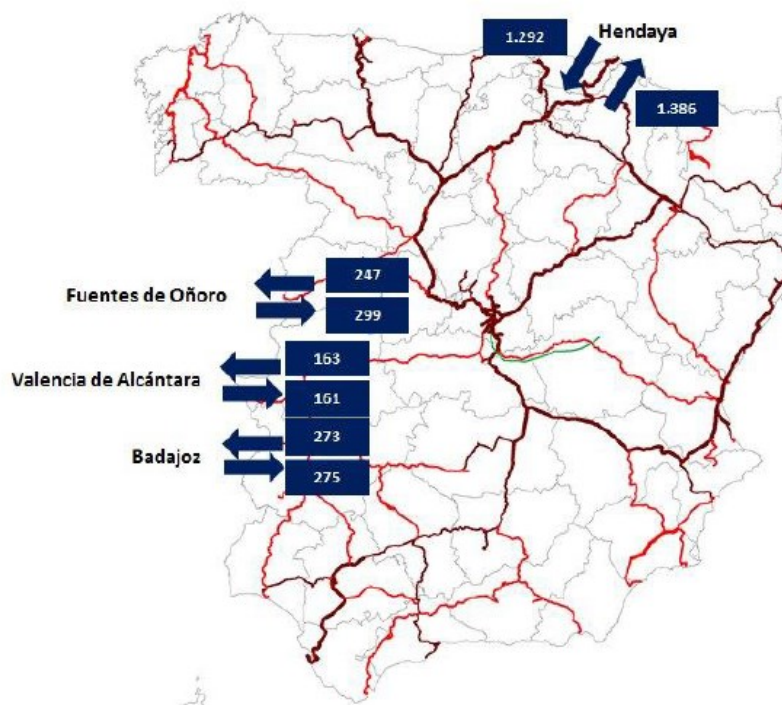 1.292
Hendaya
1.386
247
Fuentes de Oñoro
299
163
Valencia de Alcántara
161
273
Badajoz
275